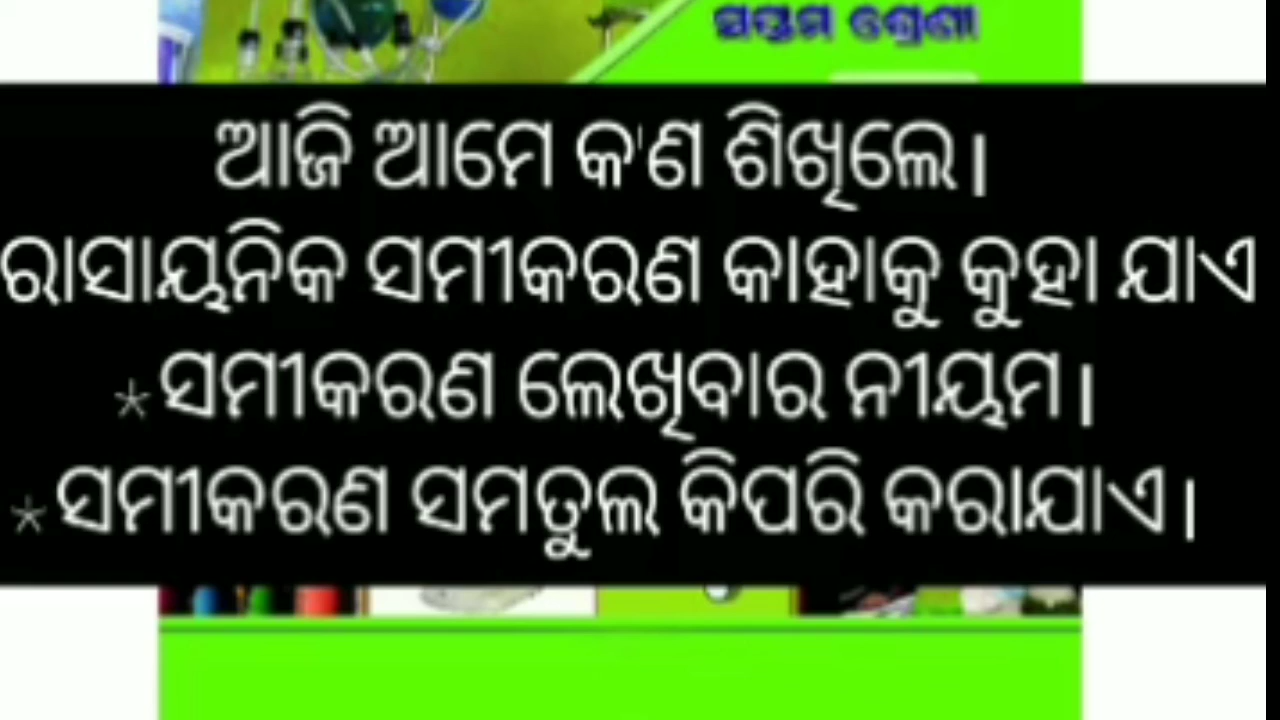 ସପ୍ତମ ଶ୍ରେଣୀ
ଆଜି ଆମେ କ'ଣ ଶିଖିଲେ।
ରାସାୟନିକ ସମୀକରଣ କାହାକୁ କୁହା ଯାଏ
*ସମୀକରଣ ଲେଖିବାର ନୀୟମ।
*ସମୀକରଣ ସମତୁଲ କିପରି କରାଯାଏ।